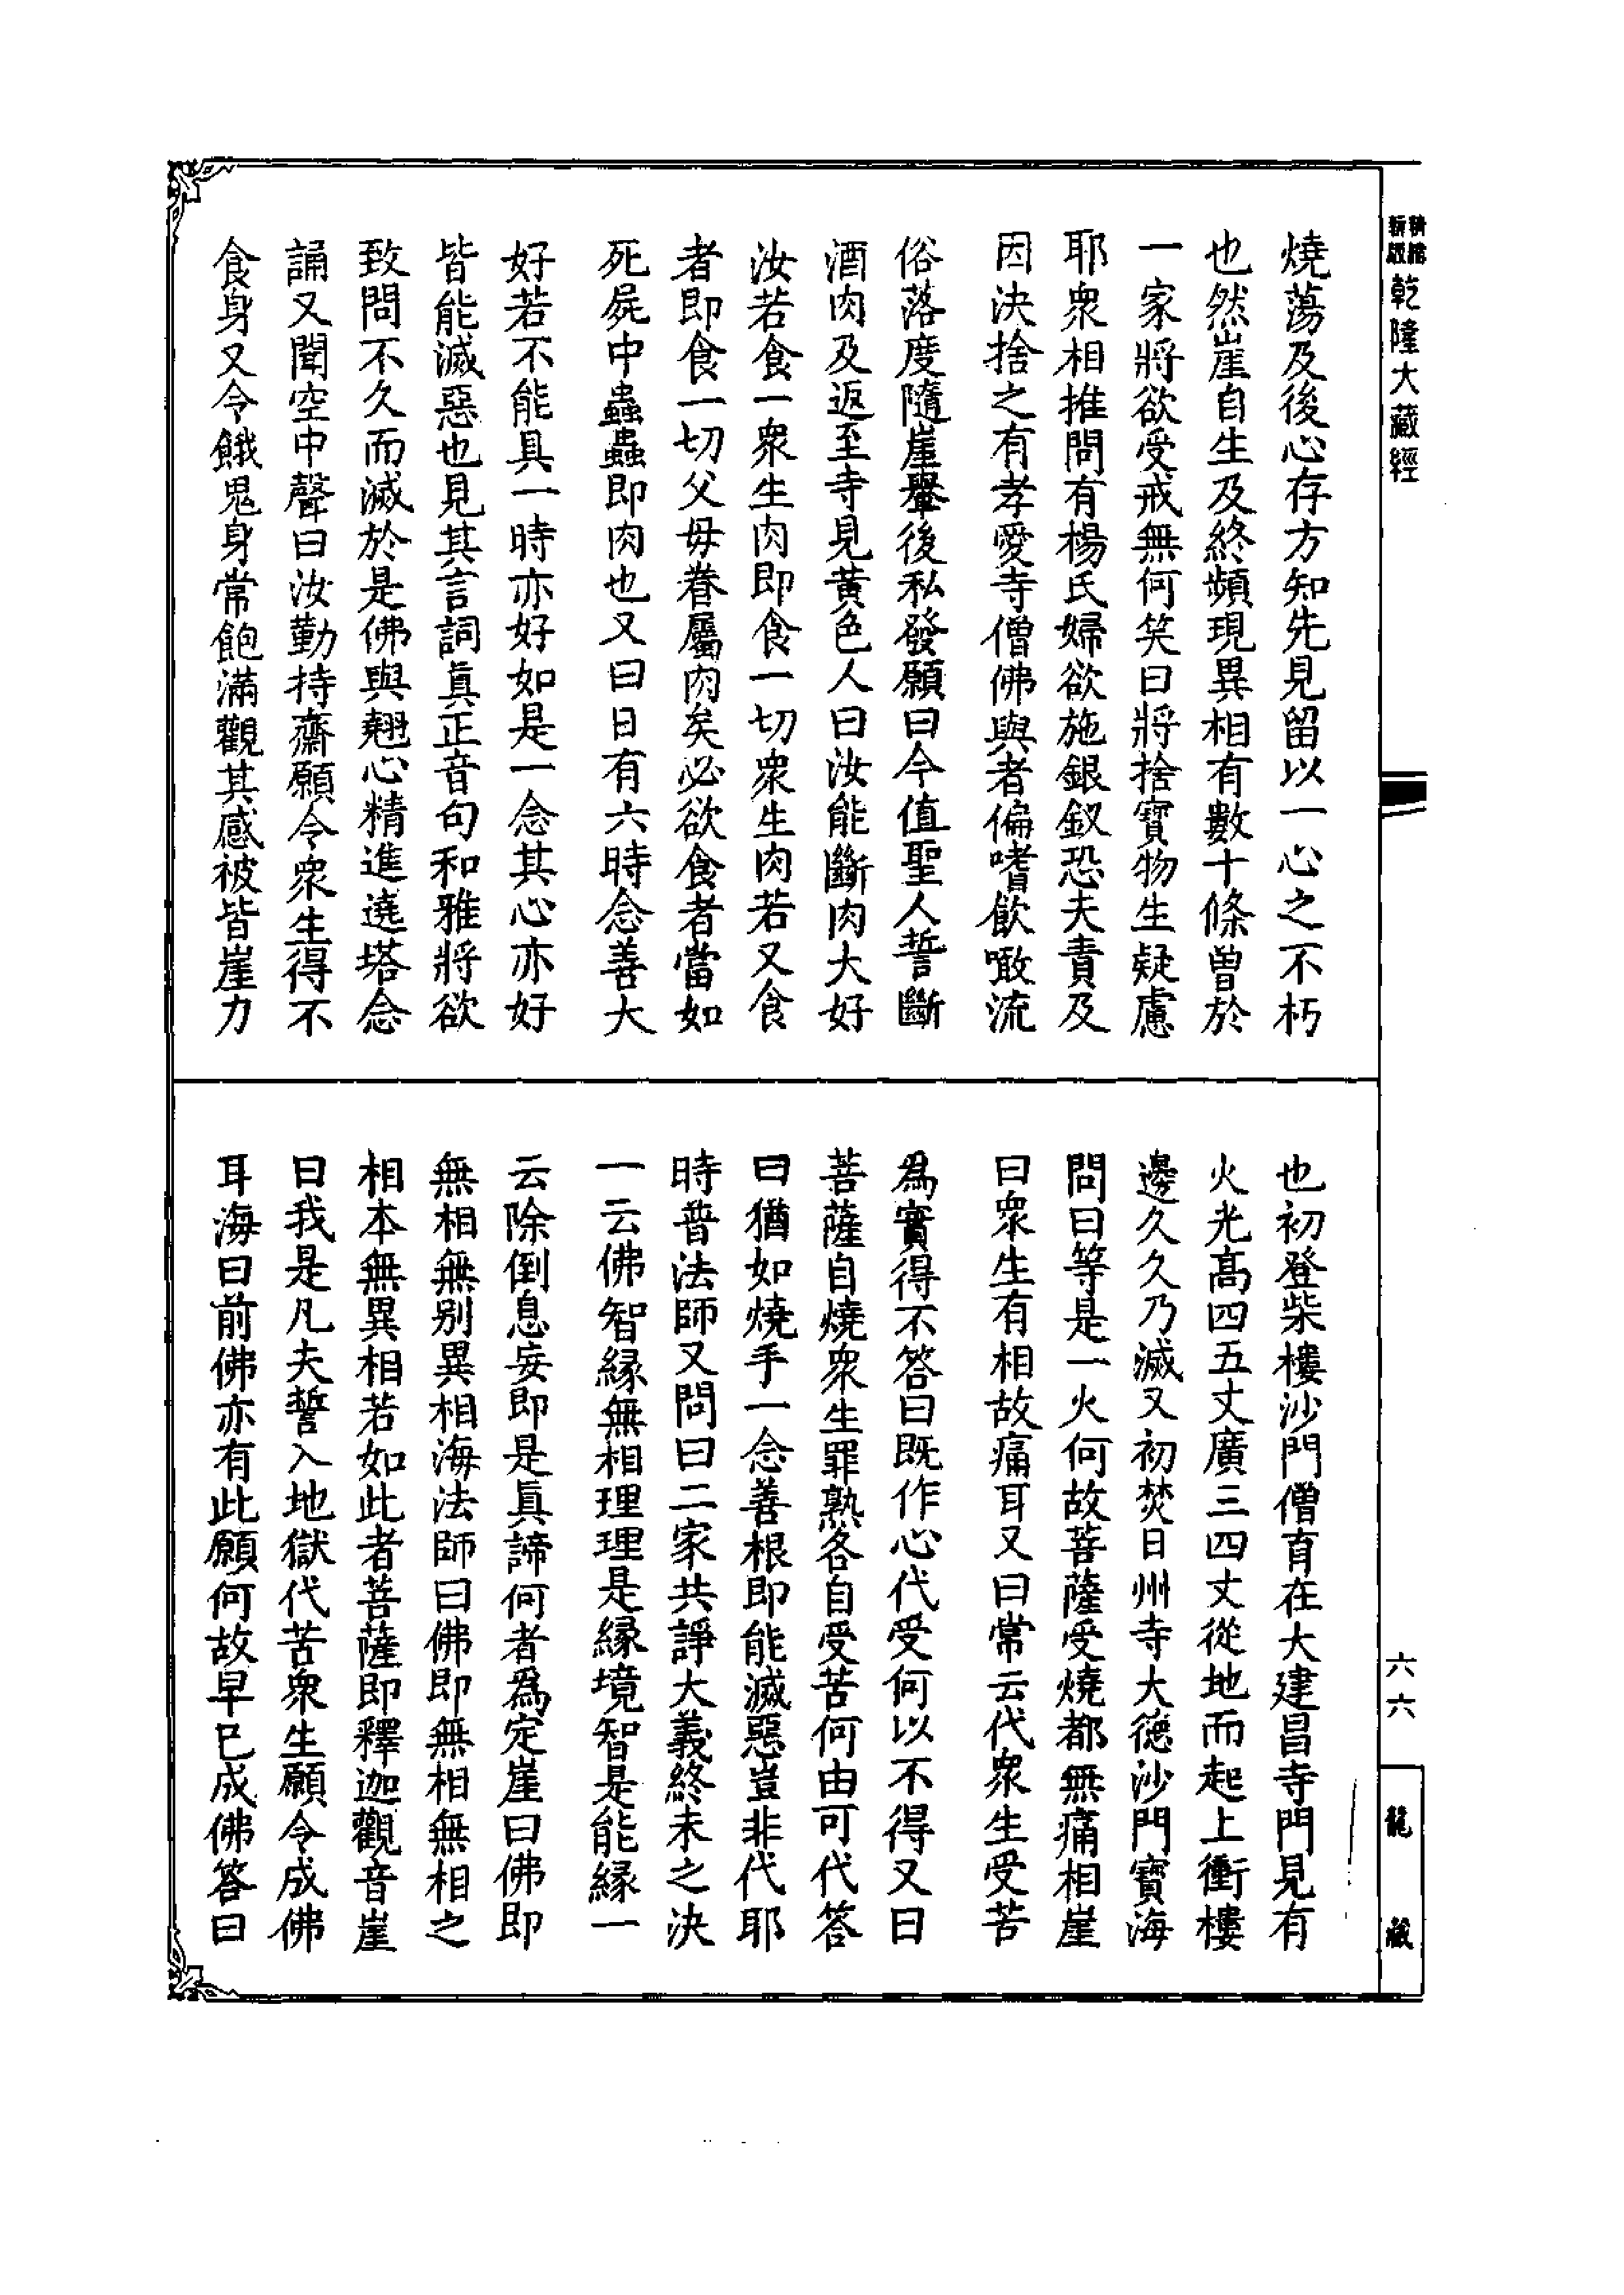 精縮新版
乾隆大藏經
燒蕩及後心存方知先見留以一心之不朽
也然崖自生及終頻現異相有數十條曾於
一家將欲受戒無何笑曰將捨寶物生疑慮
耶衆相推問有楊氏婦欲施銀釵恐夫責及
因決捨之有孝愛寺僧佛與者偏嗜飲噉流
俗落度隨崖轝後私發願曰今值聖人誓斷
酒肉及返至寺見黄色人曰汝能斷肉大好
汝若食一衆生肉即食一切衆生肉若又食
者即食一切父母眷屬肉矣必欲食者當如
死屍中蟲蟲即肉也又曰日有六時念善大
好若不能具一時亦好如是一念其心亦好
皆能滅惡也見其言詞真正音句和雅將欲
致問不久而滅於是佛與翹心精進遶塔念
誦又聞空中聲曰汝勤持齋願令衆生得不
食身又令餓鬼身常飽滿觀其感被皆崖力
也初登柴樓沙門僧育在大建昌寺門見有
火光高四五丈廣三四丈從地而起上衝樓
邊久久乃滅又初焚日州寺大德沙門寶海
問曰等是一火何故菩薩受燒都無痛相崖
曰衆生有相故痛耳又曰常云代衆生受苦
為實得不答曰既作心代受何以不得又曰
菩薩自燒衆生罪熟各自受苦何由可代答
曰猶如燒手一念善根即能滅惡豈非代耶
時普法師又問曰二家共諍大義終未之決
一云佛智緣無相理理是緣境智是能緣一
云除倒息妄即是真諦何者為定崖曰佛即
無相無别異相海法師曰佛即無相無相之
相本無異相若如此者菩薩即釋迦觀音崖
曰我是凡夫誓入地獄代苦衆生願令成佛
耳海曰前佛亦有此願何故早已成佛答曰
六六
龍藏